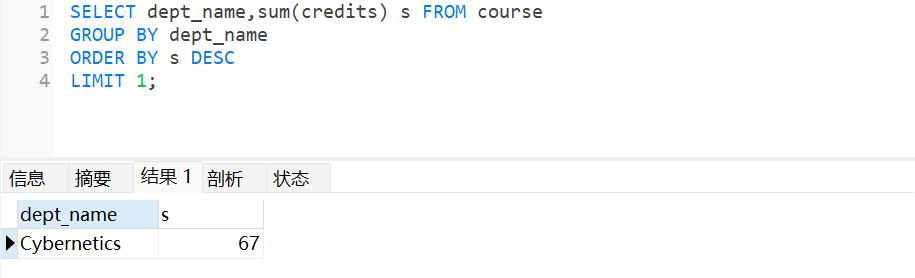 1 SELECT dept_name,sum(credits) s FROM course
2 GROUP BY dept_name
3 ORDER BY s DESC
4 LIMIT 1;
信息 摘要 结果 1 剖析 状态
dept_name s
Cybernetics 67